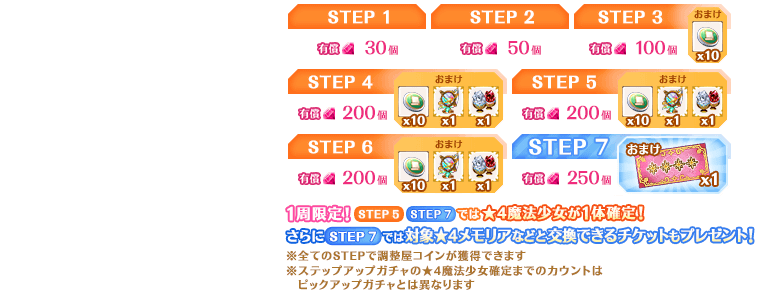 STEP 1
有償 30個
STEP 2
有償 50個
STEP 3
有償 100個
おまけ
x10
STEP 4
有償 200個
おまけ
x10 x1 x1
STEP 5
有償 200個
おまけ
x10 x1 x1
STEP 6
有償 200個
おまけ
x10 x1 x1
STEP 7
有償 250個
おまけ
x1
1周限定! STEP 5 STEP 7 では★4魔法少女が1体確定!
さらに STEP 7 では対象★4メモリアなどと交換できるチケットもプレゼント!
※全てのSTEPで調整屋コインが獲得できます
※ステップアップガチャの★4魔法少女確定までのカウントは
ピックアップガチャとは異なります